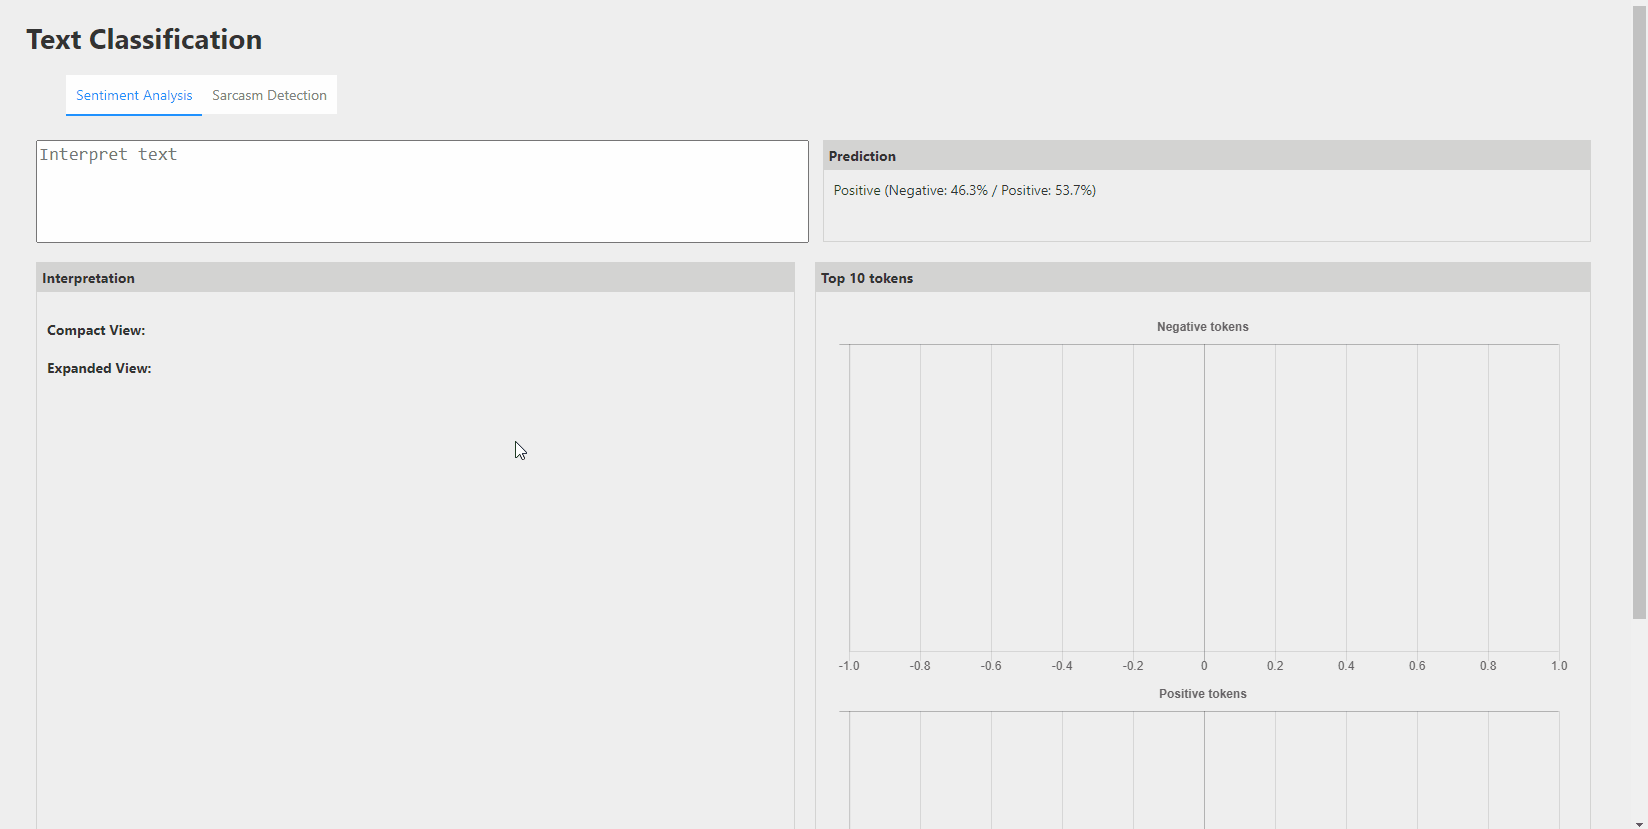 Text Classification
Sentiment Analysis Sarcasm Detection
Interpret text
Prediction
Positive (Negative: 46.3% / Positive: 53.7%)
Interpretation
Compact View:
Expanded View:
Top 10 tokens
Negative tokens
-1.0 -0.8 -0.6 -0.4 -0.2 0 0.2 0.4 0.6 0.8 1.0
Positive tokens